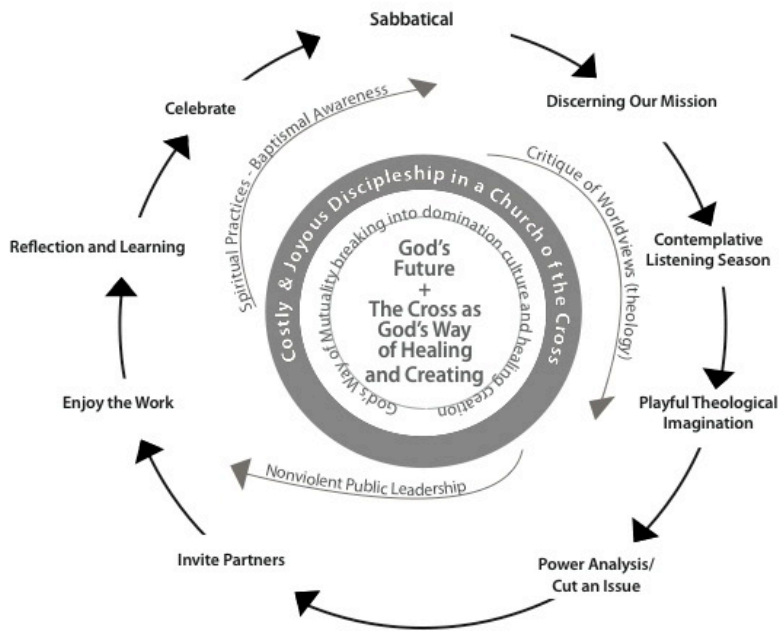 Sabbatical
Discerning Our Mission
Contemplative
Listening Season
Playful Theological
Imagination
Power Analysis/
Cut an Issue
Invite Partners
Enjoy the Work
Reflection and Learning
Celebrate
Spiritual Practices - Baptismal Awareness
Critique of Worldviews (theology)
Nonviolent Public Leadership
Costly & Joyous Discipleship in a Church of the Cross
God's Way of Mutuality breaking into domination culture and healing creation
God's
Future
+
The Cross as
God's Way
of Healing
and Creating